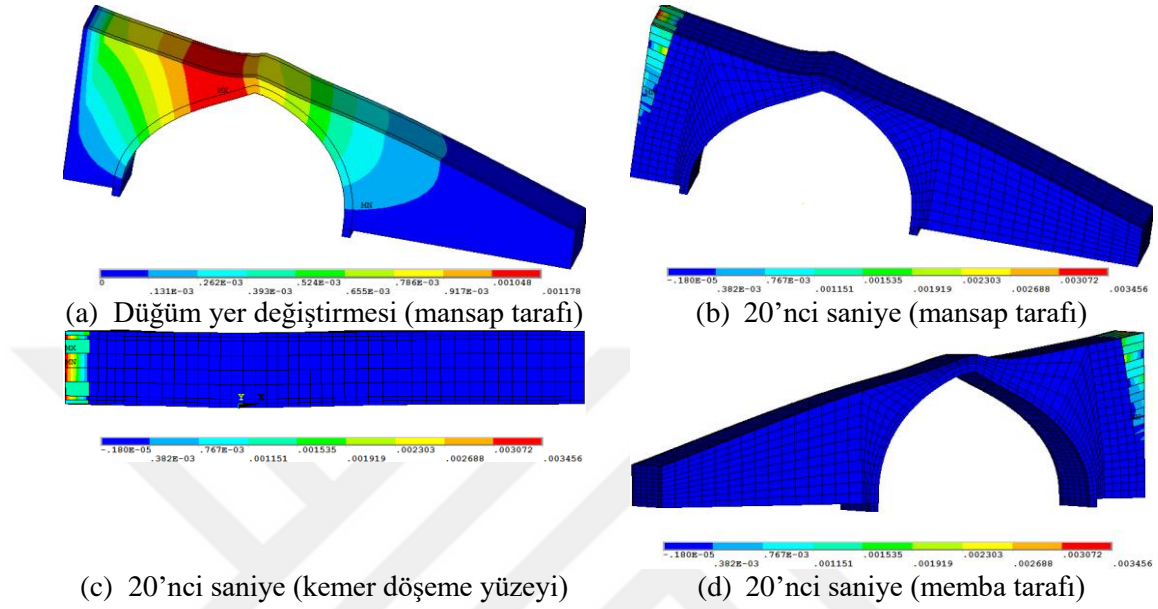 MX
MN
0 .262E-03 .524E-03 .786E-03 .001048
.131E-03 .393E-03 .655E-03 .917E-03 .001178
(a) Düğüm yer değiştirmesi (mansap tarafı)
-.180E-05 .767E-03 .001535 .002303 .003072
.382E-03 .001151 .001919 .002688 .003456
(b) 20’nci saniye (mansap tarafı)
MX
MN
Y X
-.180E-05 .767E-03 .001535 .002303 .003072
.382E-03 .001151 .001919 .002688 .003456
(c) 20’nci saniye (kemer döşeme yüzeyi)
-.180E-05 .767E-03 .001535 .002303 .003072
.382E-03 .001151 .001919 .002688 .003456
(d) 20’nci saniye (memba tarafı)